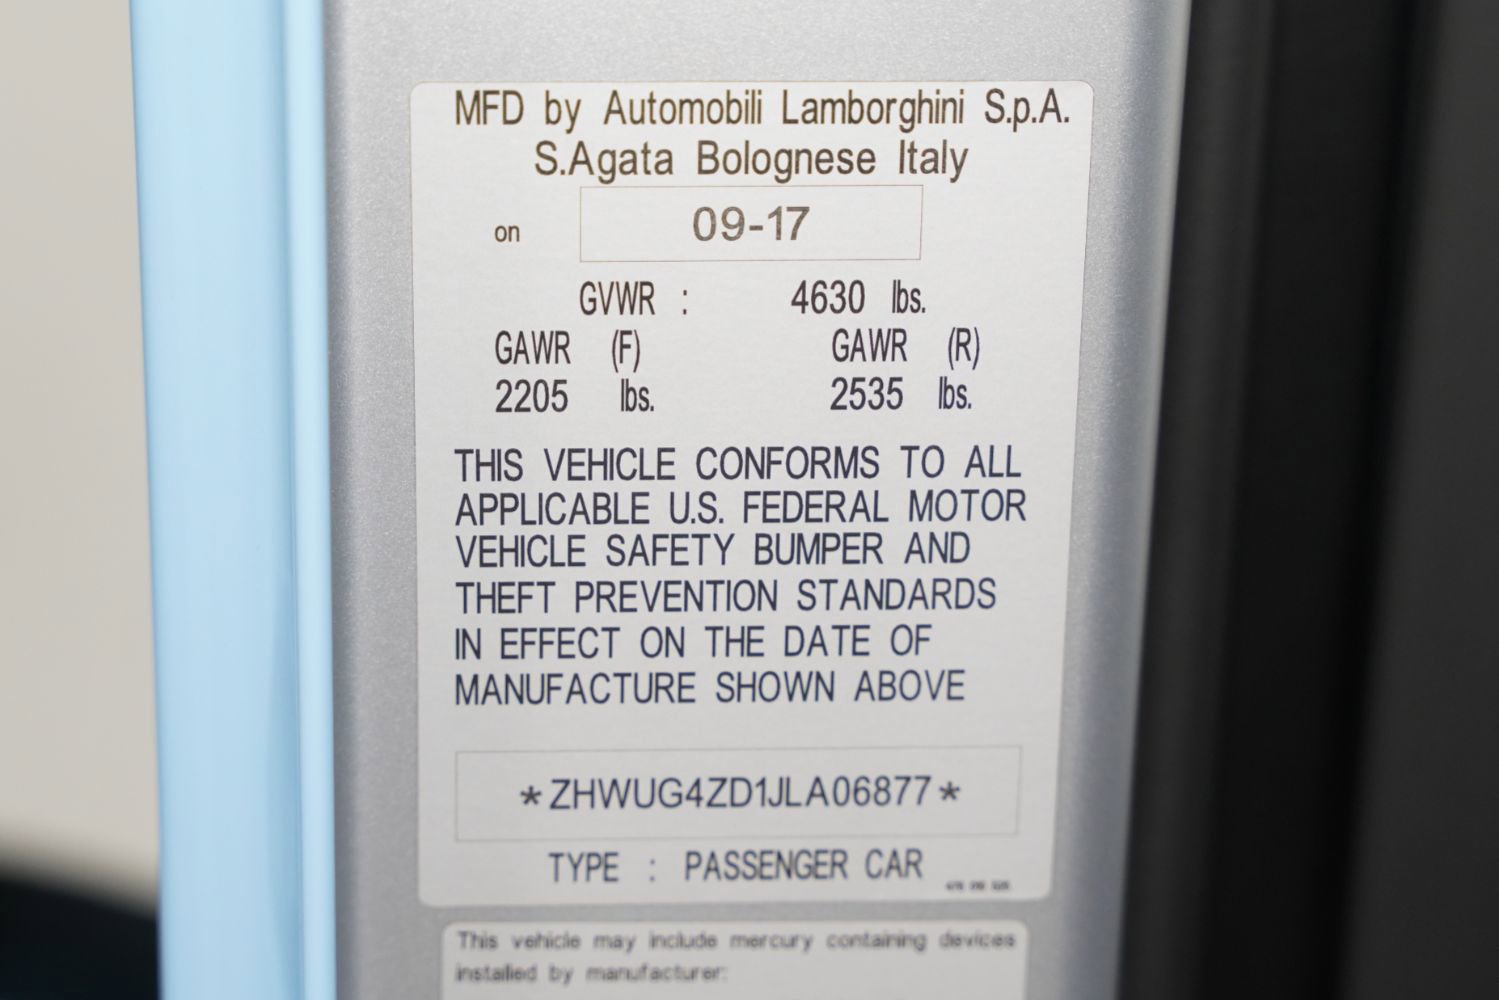 MFD by Automobili Lamborghini S.p.A.
S.Agata Bolognese Italy
on 09-17
GVWR : 4630 lbs.
GAWR (F) GAWR (R)
2205 lbs. 2535 lbs.
THIS VEHICLE CONFORMS TO ALL
APPLICABLE U.S. FEDERAL MOTOR
VEHICLE SAFETY BUMPER AND
THEFT PREVENTION STANDARDS
IN EFFECT ON THE DATE OF
MANUFACTURE SHOWN ABOVE
*ZHWUG4ZD1JLA06877*
TYPE : PASSENGER CAR
This vehicle may include mercury containing devices
installed by manufacturer: